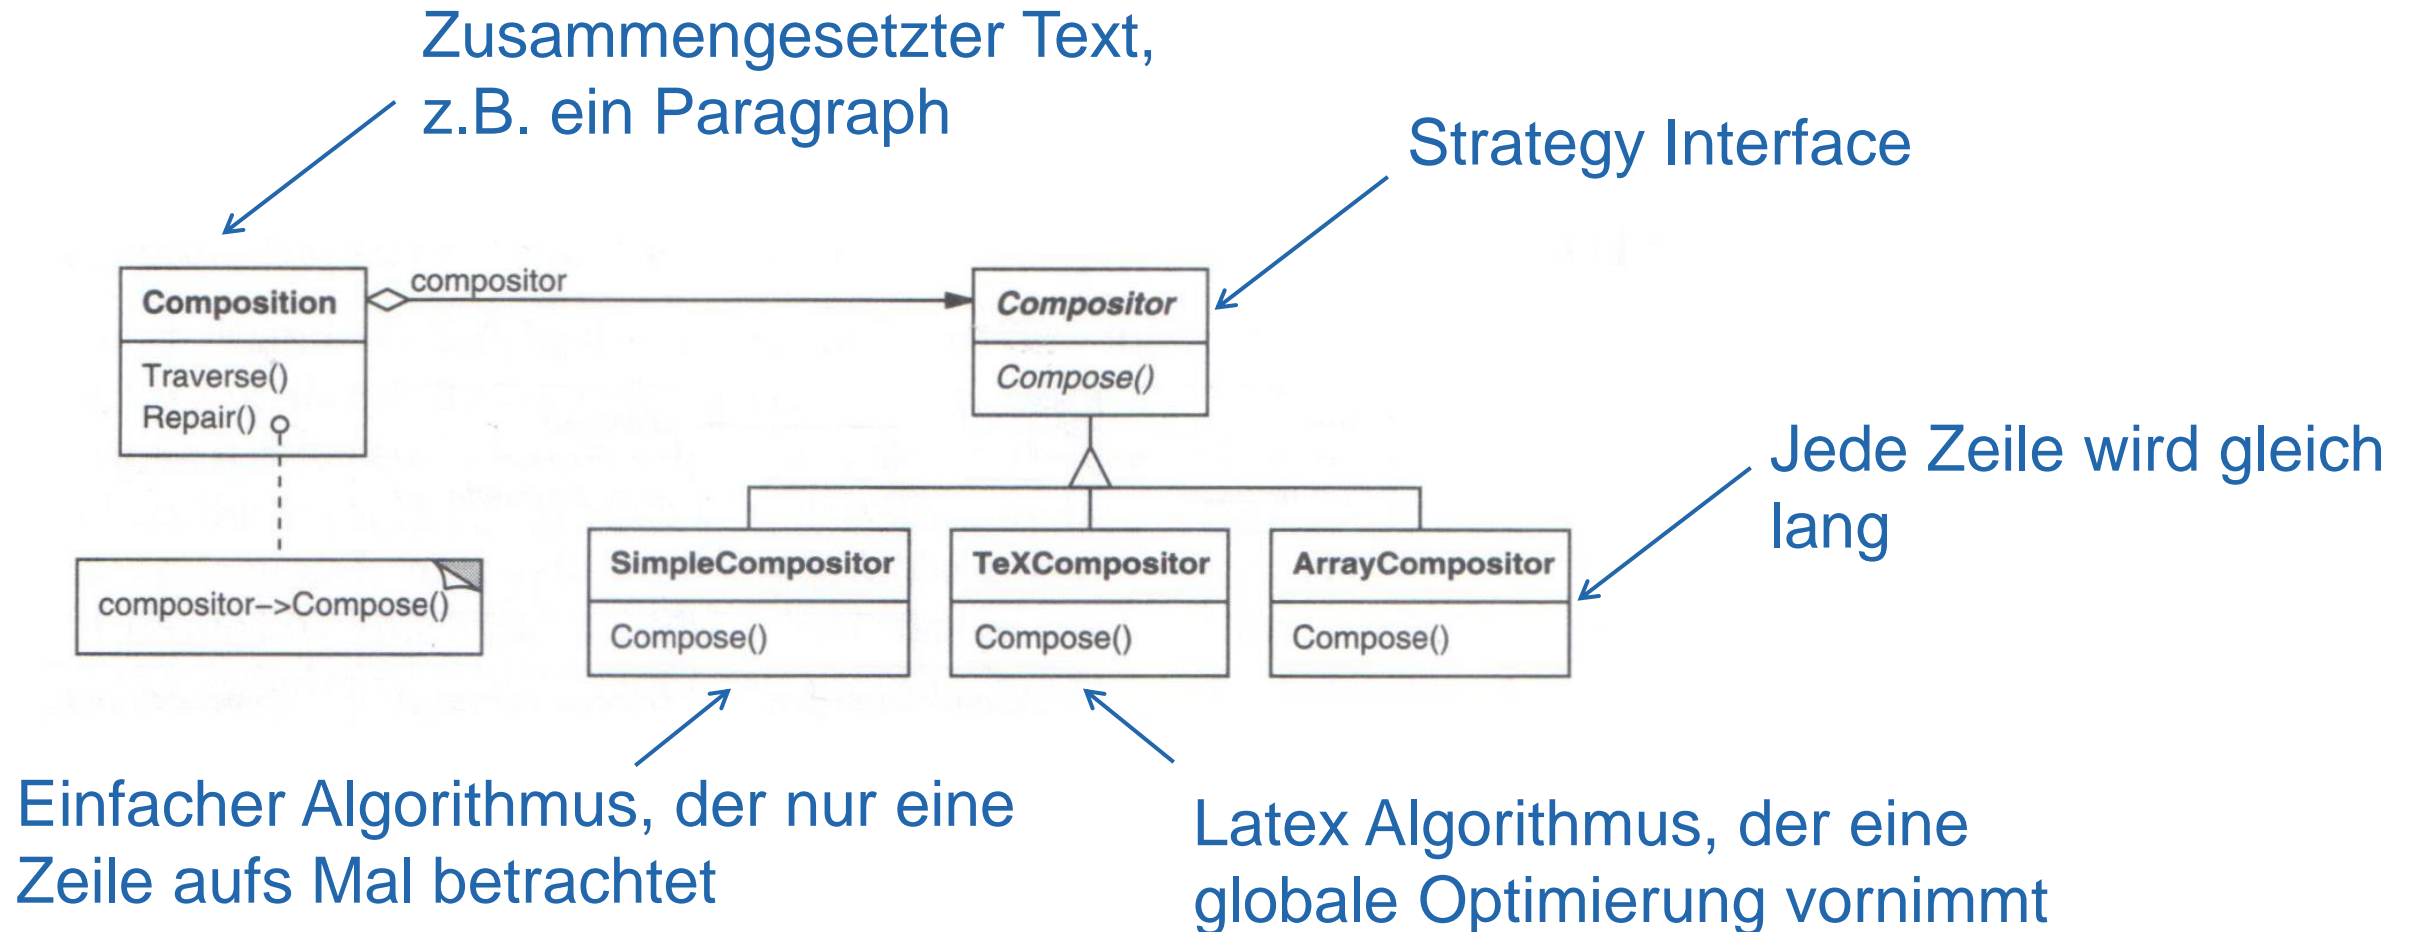 Zusammengesetzter Text,
z.B. ein Paragraph
Strategy Interface
compositor
Composition
Traverse()
Repair()
Compositor
Compose()
Jede Zeile wird gleich
lang
compositor–>Compose()
SimpleCompositor
Compose()
TeXCompositor
Compose()
ArrayCompositor
Compose()
Einfacher Algorithmus, der nur eine
Zeile aufs Mal betrachtet
Latex Algorithmus, der eine
globale Optimierung vornimmt